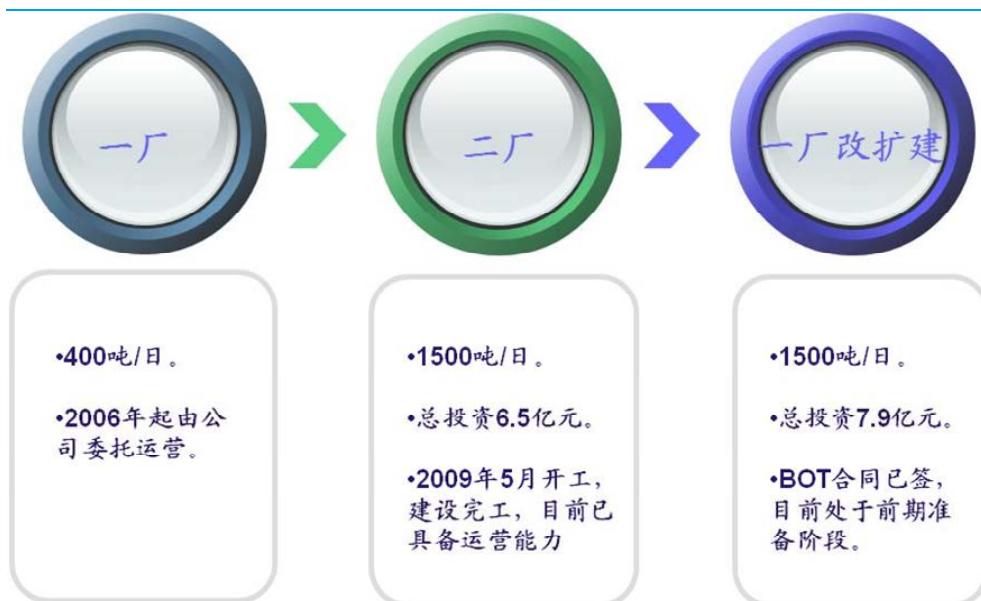 一厂
二厂
一厂改扩建
•400吨/日。
•2006年起由公
司委托运营。
•1500吨/日。
•总投资6.5亿元。
•2009年5月开工，
建设完工，目前已
具备运营能力
•1500吨/日。
•总投资7.9亿元。
•BOT合同已签，
目前处于前期准
备阶段。